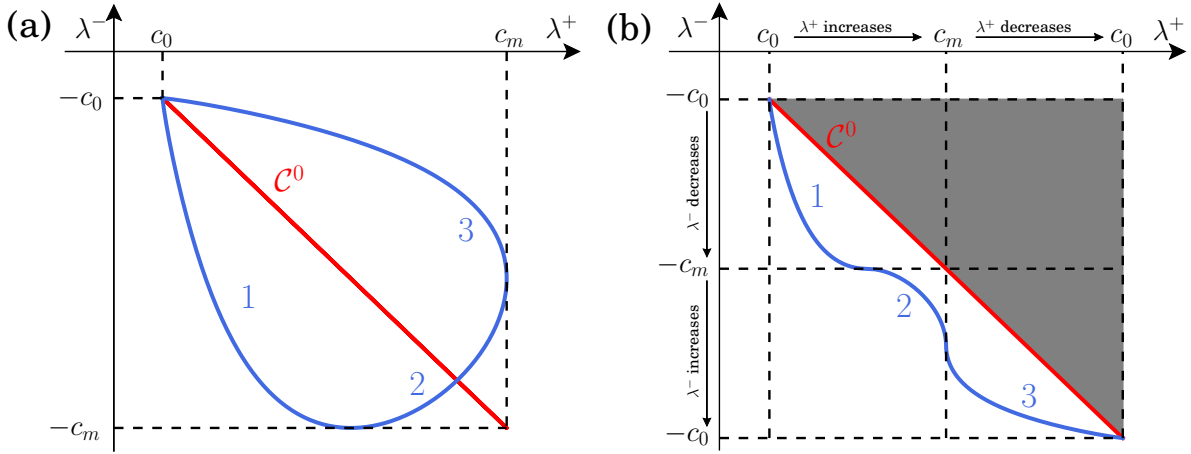 (a)
λ⁻
c₀
c_m
λ⁺
−c₀
𝒞⁰
3
1
2
−c_m
(b)
λ⁻
c₀
λ⁺ increases
c_m
λ⁺ decreases
c₀
λ⁺
−c₀
λ⁻ decreases
𝒞⁰
1
−c_m
2
λ⁻ increases
3
−c₀